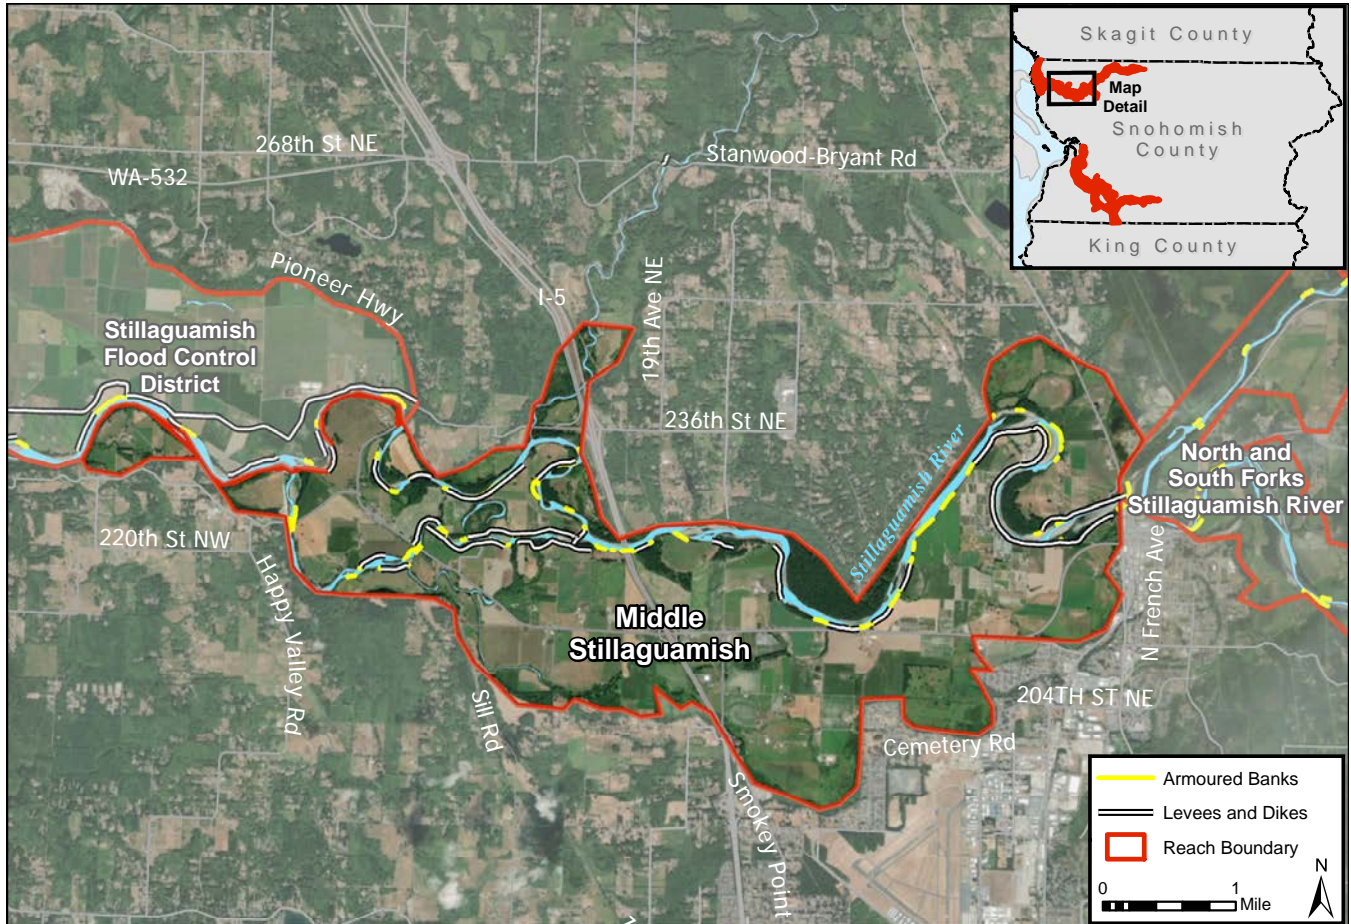 Skagit County
Map
Detail
Snohomish
County
King County
268th St NE
Stanwood-Bryant Rd
WA-532
Pioneer Hwy
I-5
19th Ave NE
Stillaguamish
Flood Control
District
236th St NE
Stillaguamish River
North and
South Forks
Stillaguamish River
220th St NW
Happy Valley Rd
Middle
Stillaguamish
N French Ave
Sill Rd
204TH ST NE
Cemetery Rd
Smokey Point
Armoured Banks
Levees and Dikes
Reach Boundary
N
0 1
Mile